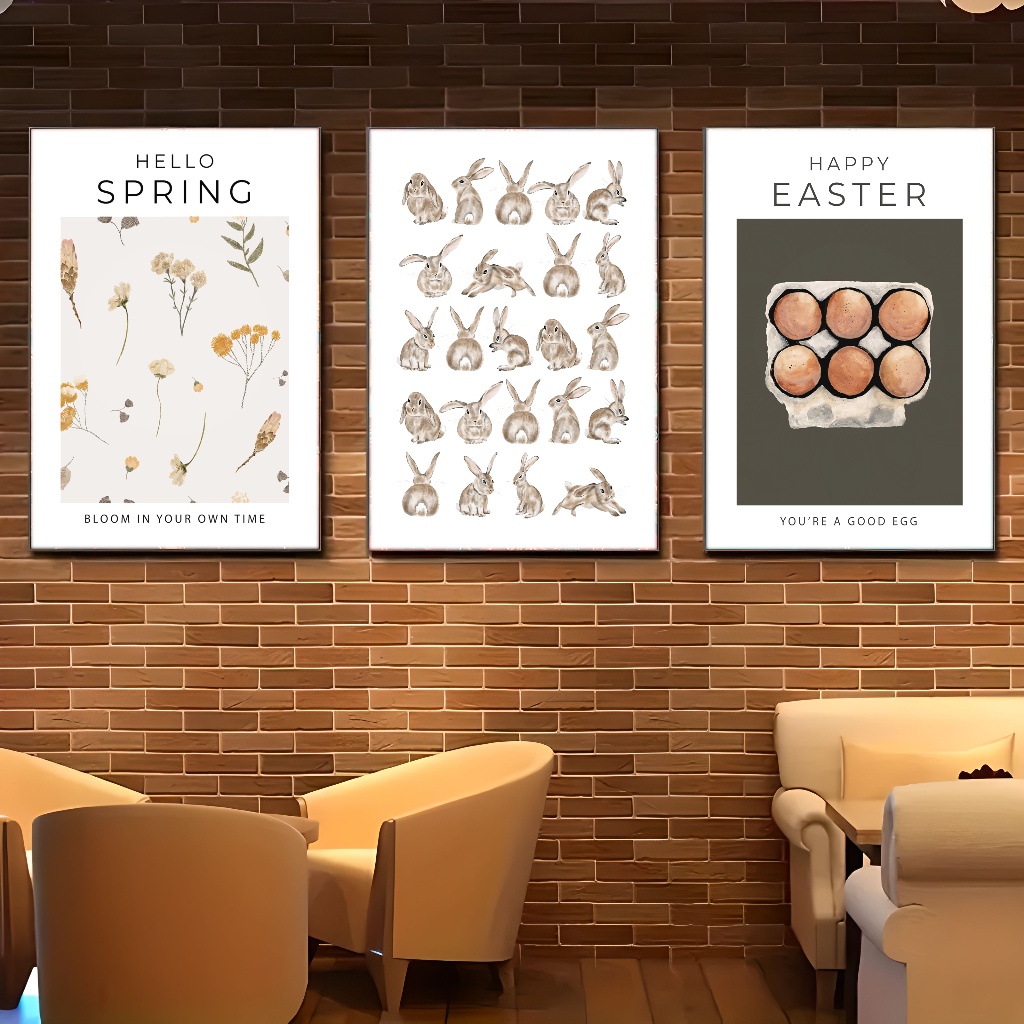 HELLO
SPRING
BLOOM IN YOUR OWN TIME
HAPPY
EASTER
YOU'RE A GOOD EGG